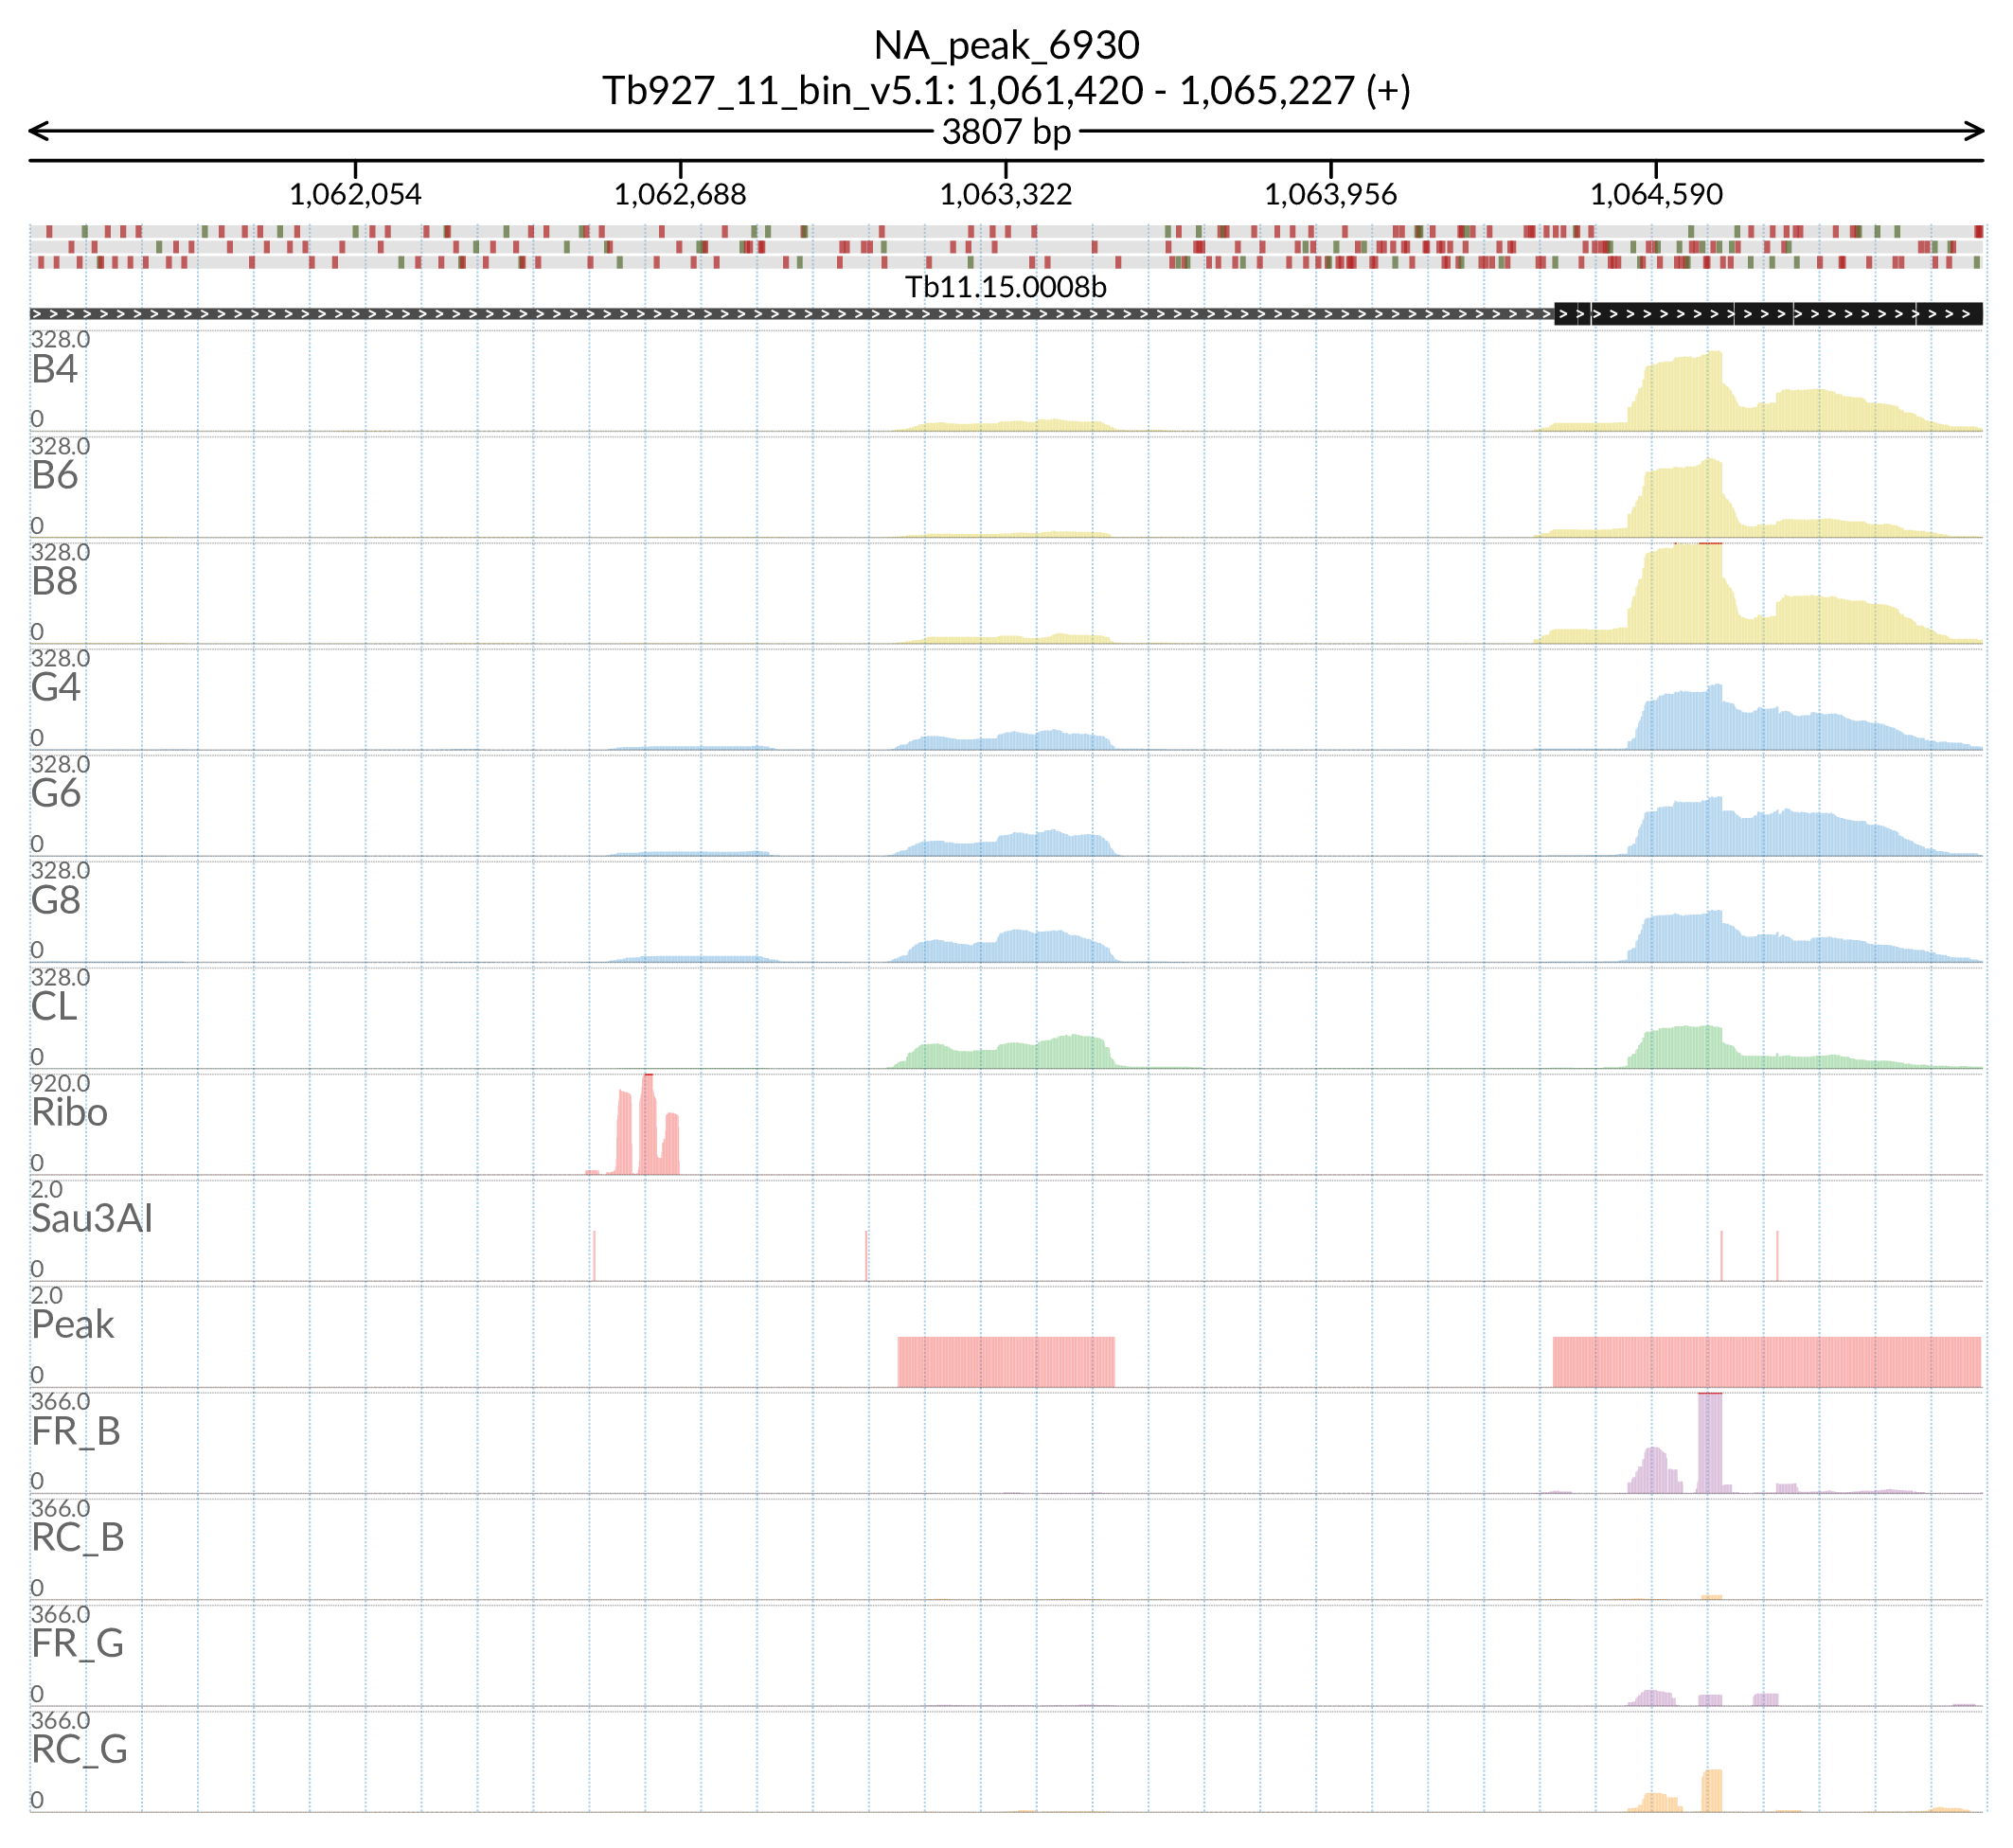 NA_peak_6930
Tb927_11_bin_v5.1: 1,061,420 - 1,065,227 (+)
3807 bp
1,062,054 1,062,688 1,063,322 1,063,956 1,064,590
Tb11.15.0008b
328.0
B4
0
328.0
B6
0
328.0
B8
0
328.0
G4
0
328.0
G6
0
328.0
G8
0
328.0
CL
0
920.0
Ribo
0
2.0
Sau3AI
0
2.0
Peak
0
366.0
FR_B
0
366.0
RC_B
0
366.0
FR_G
0
366.0
RC_G
0